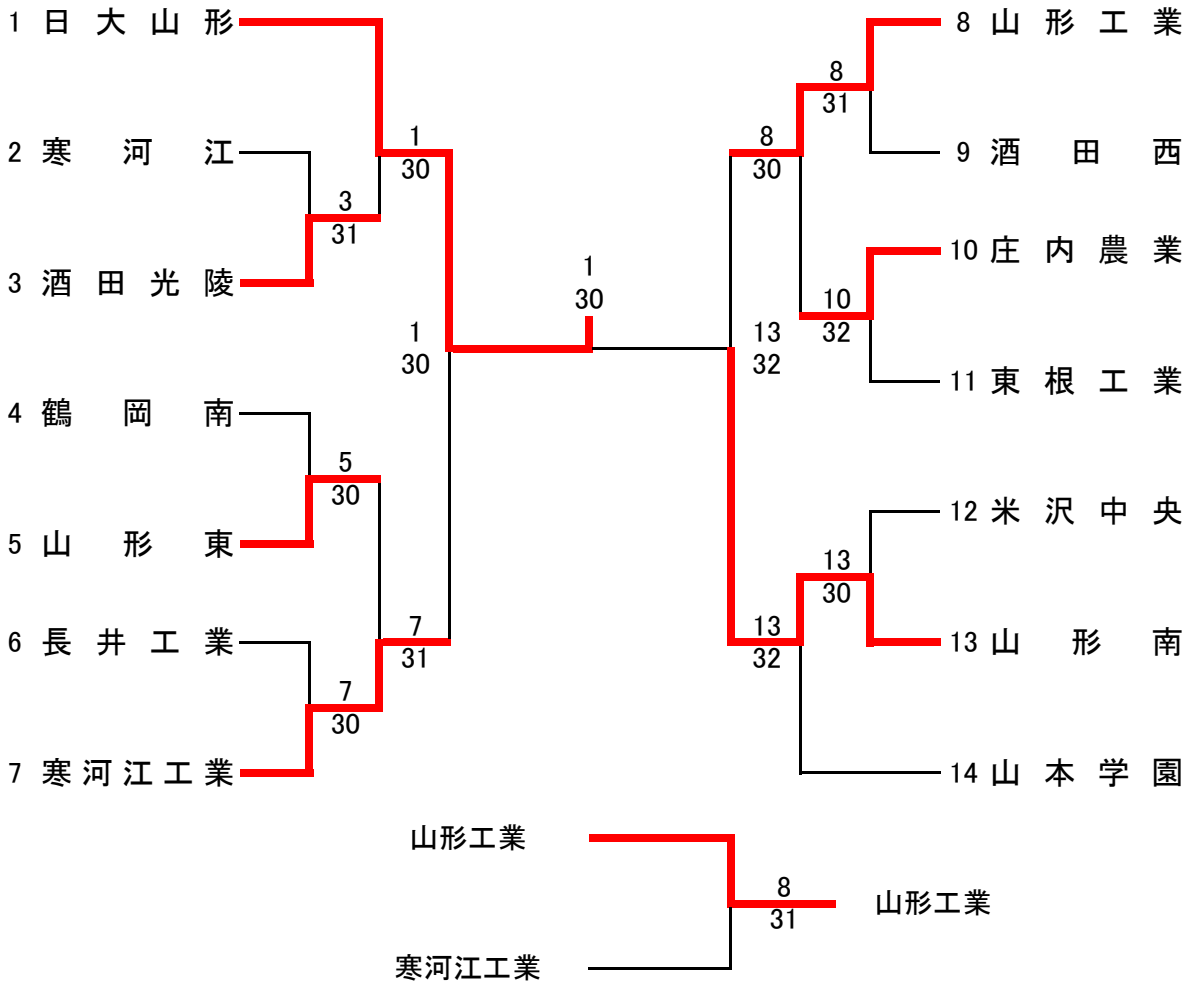 1 日大山形
8 山形工業
8
31
1
30
8
30
2 寒河江
9 酒田西
3
31
10 庄内農業
3 酒田光陵
1
30
10
32
1
30
13
32
11 東根工業
4 鶴岡南
5
30
12 米沢中央
5 山形東
13
30
6 長井工業
7
31
13
32
13 山形南
7
30
7 寒河江工業
14 山本学園
山形工業
8
31
山形工業
寒河江工業